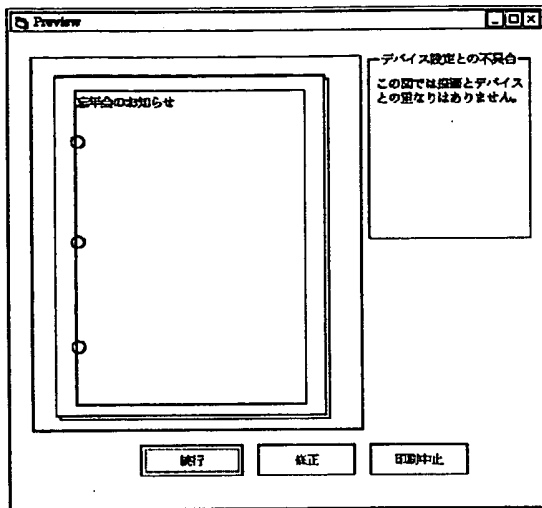 Preview
デバイス設定との不具合
この図では描画とデバイス
との重なりはありません。
忘年会のお知らせ
続行
修正
印刷中止